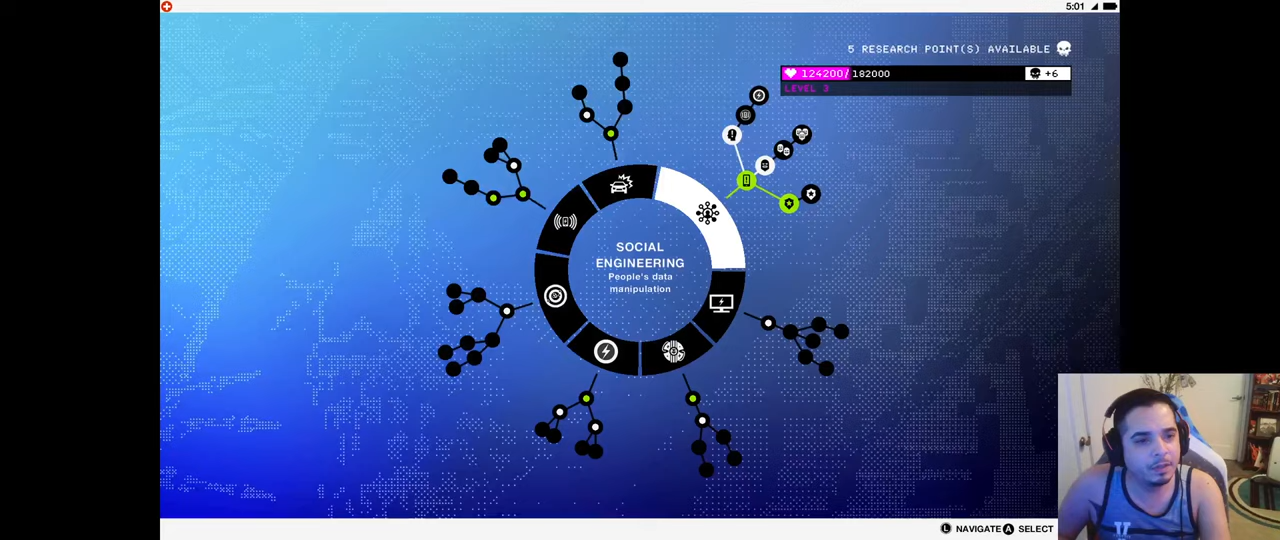 5:01
5 RESEARCH POINT(S) AVAILABLE
124200/182000
+6
LEVEL 3
SOCIAL
ENGINEERING
People's data
manipulation
L NAVIGATE A SELECT